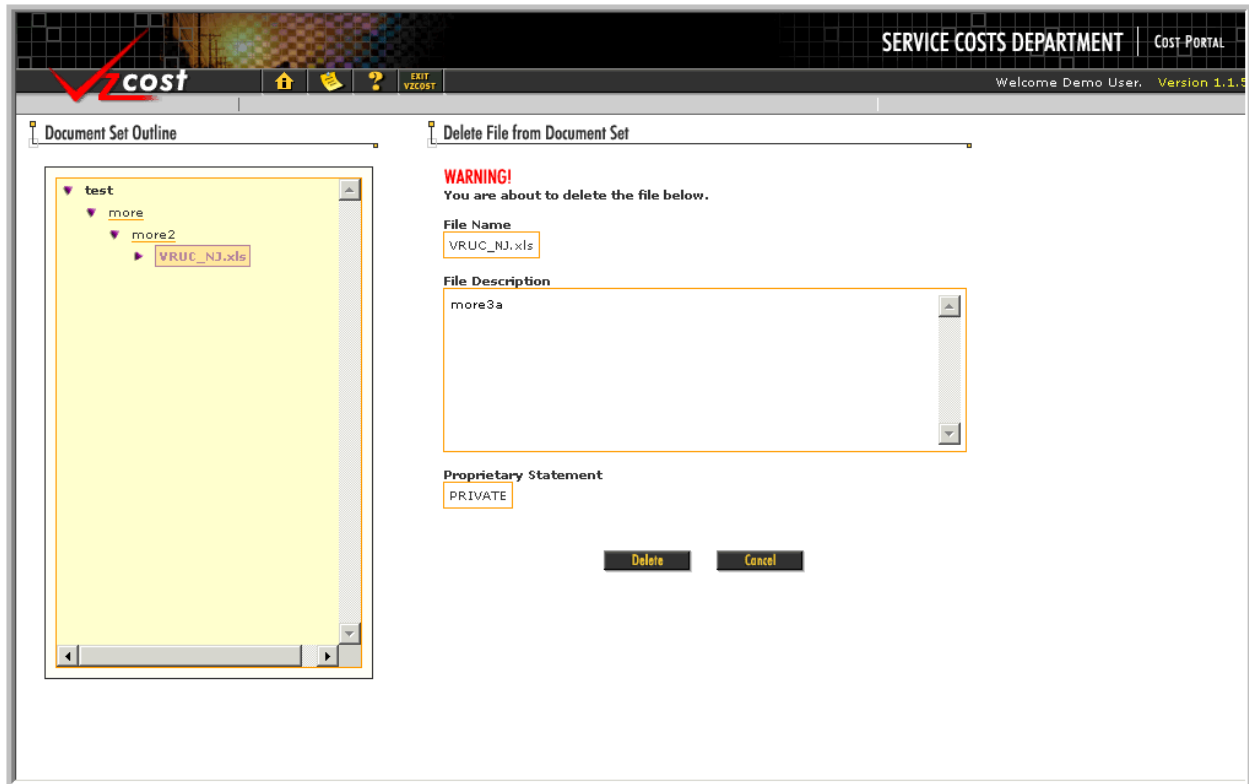 SERVICE COSTS DEPARTMENT | COST PORTAL
VZcost
?
EXIT VZCOST
Welcome Demo User. Version 1.1.5
Document Set Outline
test
more
more2
VRUC_NJ.xls
Delete File from Document Set
WARNING!
You are about to delete the file below.
File Name
VRUC_NJ.xls
File Description
more3a
Proprietary Statement
PRIVATE
Delete
Cancel